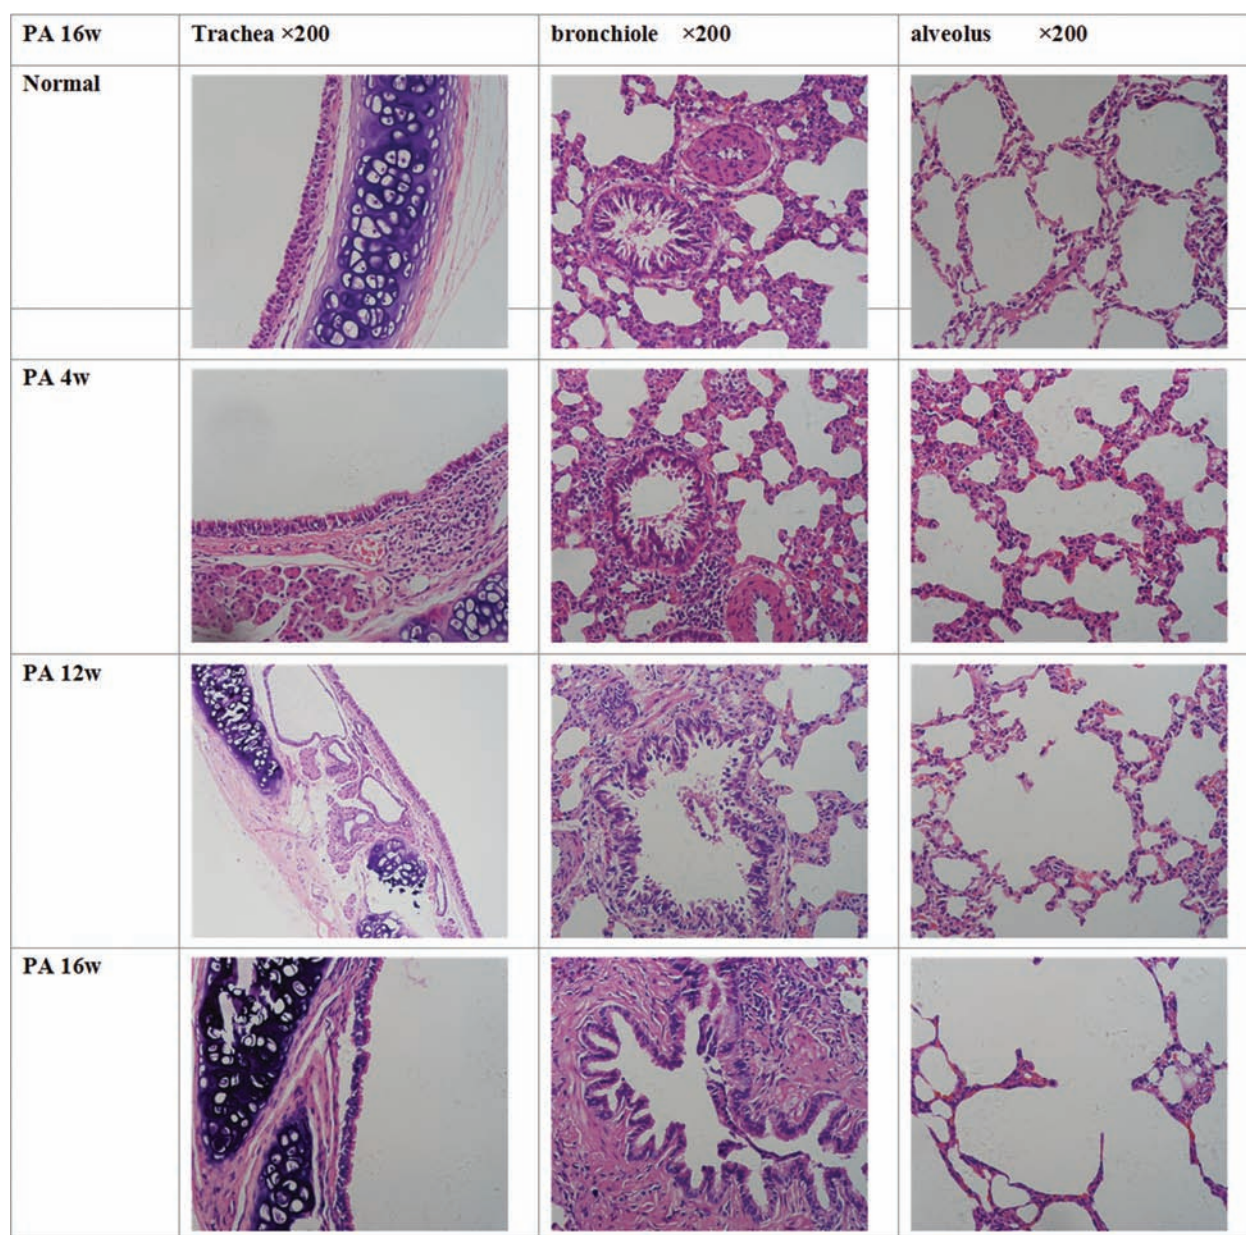 PA 16w Trachea ×200 bronchiole ×200 alveolus ×200
Normal
PA 4w
PA 12w
PA 16w